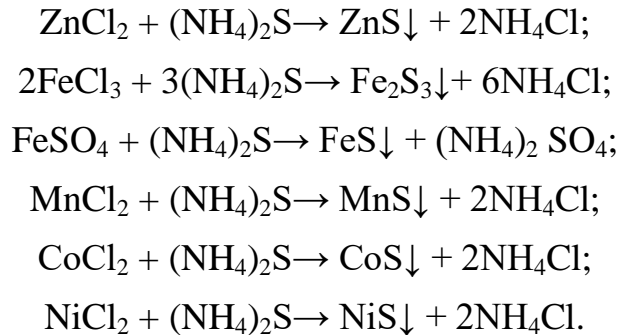 ZnCl₂ + (NH₄)₂S→ ZnS↓ + 2NH₄Cl;
2FeCl₃ + 3(NH₄)₂S→ Fe₂S₃↓+ 6NH₄Cl;
FeSO₄ + (NH₄)₂S→ FeS↓ + (NH₄)₂ SO₄;
MnCl₂ + (NH₄)₂S→ MnS↓ + 2NH₄Cl;
CoCl₂ + (NH₄)₂S→ CoS↓ + 2NH₄Cl;
NiCl₂ + (NH₄)₂S→ NiS↓ + 2NH₄Cl.